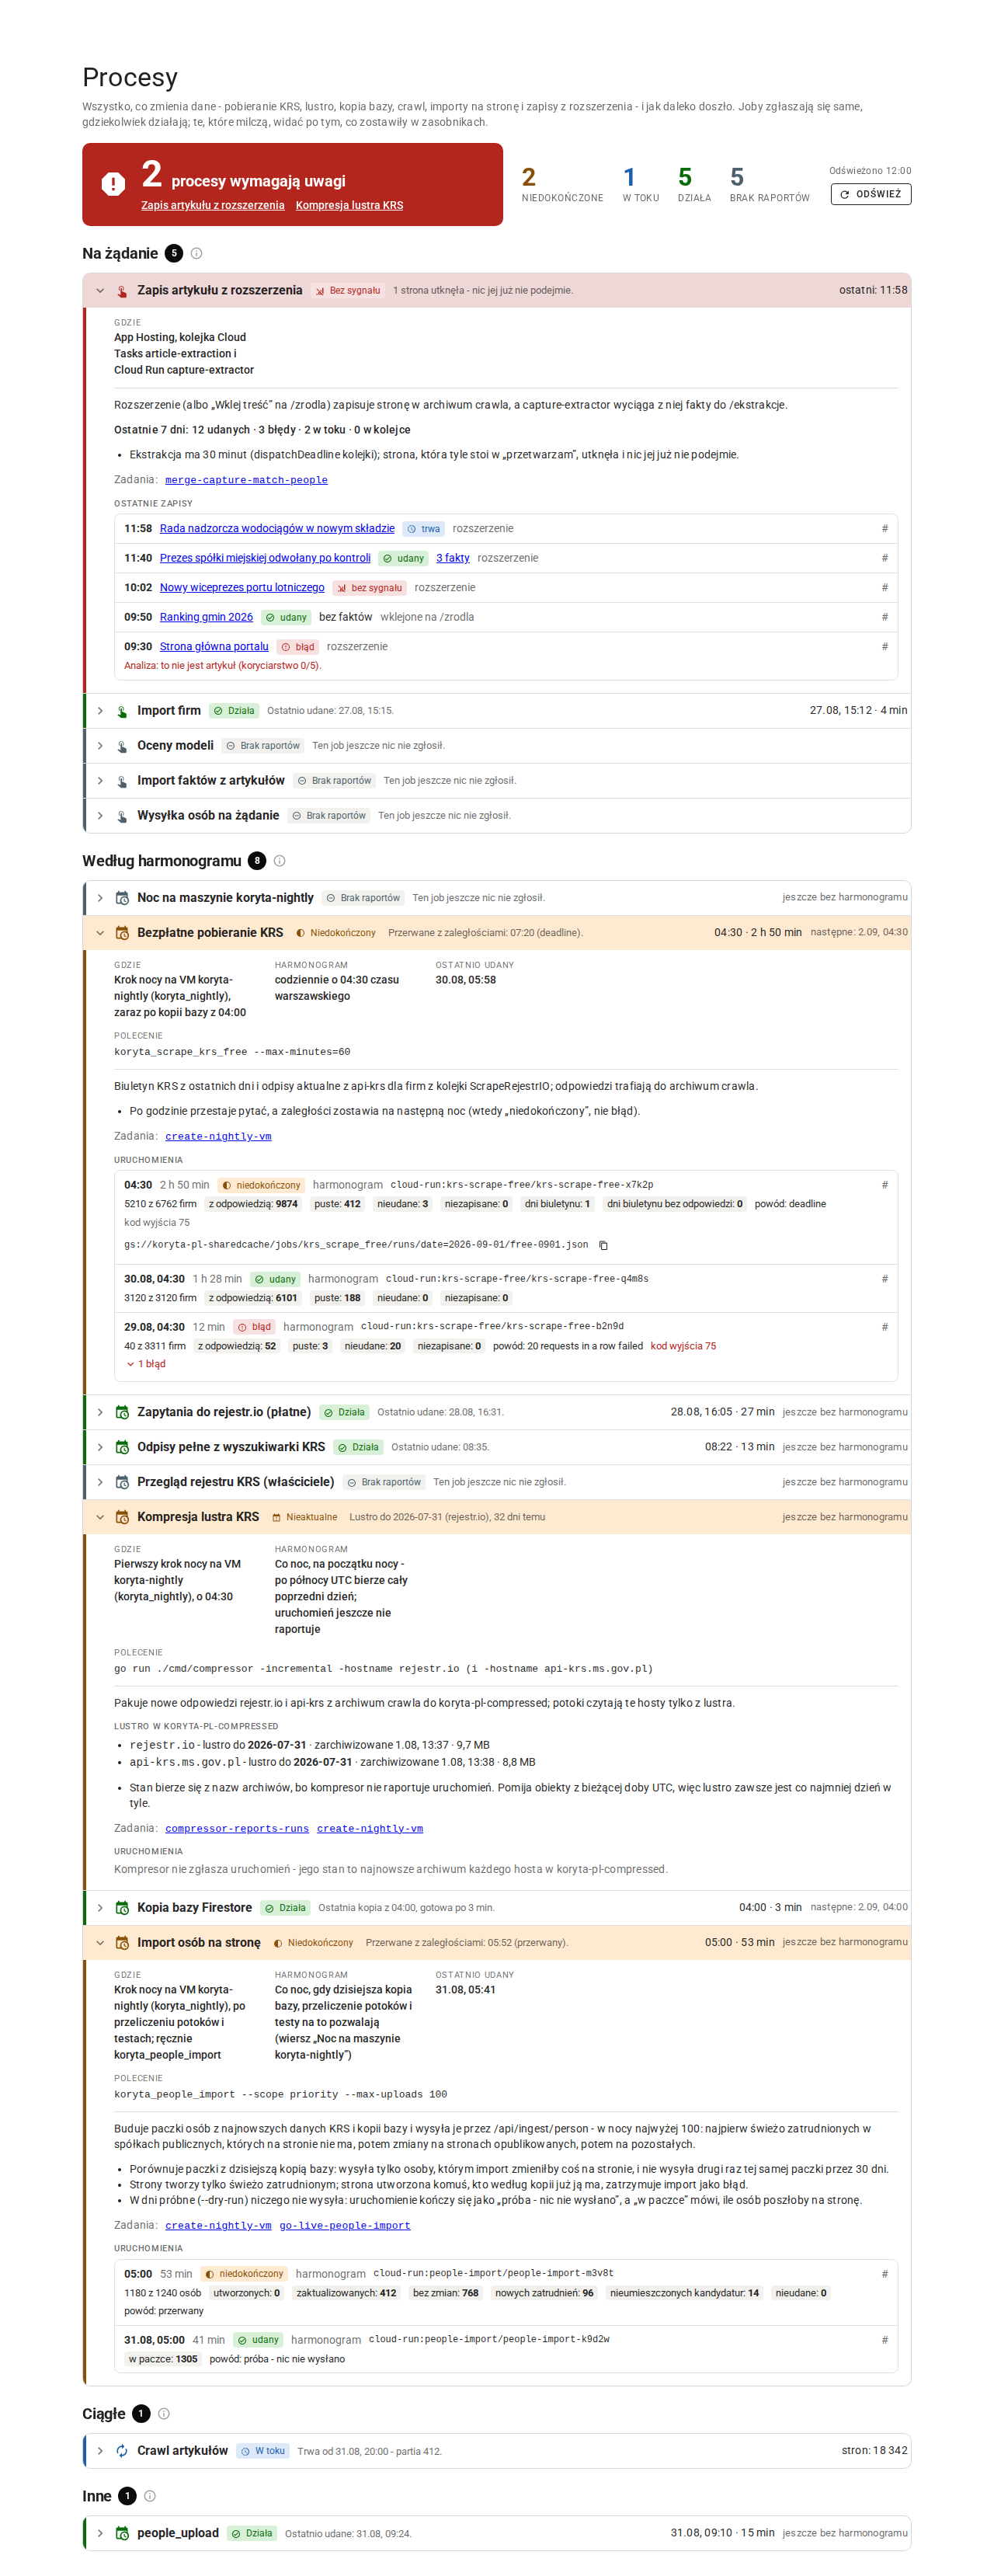 Procesy
Wszystko, co zmienia dane - pobieranie KRS, lustro, kopia bazy, crawl, importy na stronę i zapisy z rozszerzenia - i jak daleko doszło. Joby zgłaszają się same,
gdziekolwiek działają; te, które milczą, widać po tym, co zostawiły w zasobnikach.
2 procesy wymagają uwagi
Zapis artykułu z rozszerzenia Kompresja lustra KRS
2 NIEDOKOŃCZONE
1 W TOKU
5 DZIAŁA
5 BRAK RAPORTÓW
Odświeżono 12:00
ODŚWIEŻ
Na żądanie 5
Zapis artykułu z rozszerzenia Bez sygnału 1 strona utknęła - nic jej już nie podejmie. ostatni: 11:58
GDZIE
App Hosting, kolejka Cloud
Tasks article-extraction i
Cloud Run capture-extractor
Rozszerzenie (albo „Wklej treść” na /zrodla) zapisuje stronę w archiwum crawla, a capture-extractor wyciąga z niej fakty do /ekstrakcje.
Ostatnie 7 dni: 12 udanych · 3 błędy · 2 w toku · 0 w kolejce
• Ekstrakcja ma 30 minut (dispatchDeadline kolejki); strona, która tyle stoi w „przetwarzam”, utknęła i nic jej już nie podejmie.
Zadania: merge-capture-match-people
OSTATNIE ZAPISY
11:58 Rada nadzorcza wodociągów w nowym składzie trwa rozszerzenie #
11:40 Prezes spółki miejskiej odwołany po kontroli udany 3 fakty rozszerzenie #
10:02 Nowy wiceprezes portu lotniczego bez sygnału rozszerzenie #
09:50 Ranking gmin 2026 udany bez faktów wklejone na /zrodla #
09:30 Strona główna portalu błąd rozszerzenie #
Analiza: to nie jest artykuł (koryciarstwo 0/5).
Import firm Działa Ostatnio udane: 27.08, 15:15. 27.08, 15:12 · 4 min
Oceny modeli Brak raportów Ten job jeszcze nic nie zgłosił.
Import faktów z artykułów Brak raportów Ten job jeszcze nic nie zgłosił.
Wysyłka osób na żądanie Brak raportów Ten job jeszcze nic nie zgłosił.
Według harmonogramu 8
Noc na maszynie koryta-nightly Brak raportów Ten job jeszcze nic nie zgłosił. jeszcze bez harmonogramu
Bezpłatne pobieranie KRS Niedokończony Przerwane z zaległościami: 07:20 (deadline). 04:30 · 2 h 50 min następne: 2.09, 04:30
GDZIE
Krok nocy na VM koryta-
nightly (koryta_nightly),
zaraz po kopii bazy z 04:00
HARMONOGRAM
codziennie o 04:30 czasu
warszawskiego
OSTATNIO UDANY
30.08, 05:58
POLECENIE
koryta_scrape_krs_free --max-minutes=60
Biuletyn KRS z ostatnich dni i odpisy aktualne z api-krs dla firm z kolejki ScrapeRejestrIO; odpowiedzi trafiają do archiwum crawla.
• Po godzinie przestaje pytać, a zaległości zostawia na następną noc (wtedy „niedokończony”, nie błąd).
Zadania: create-nightly-vm
URUCHOMIENIA
04:30 2 h 50 min niedokończony harmonogram cloud-run:krs-scrape-free/krs-scrape-free-x7k2p #
5210 z 6762 firm z odpowiedzią: 9874 puste: 412 nieudane: 3 niezapisane: 0 dni biuletynu: 1 dni biuletynu bez odpowiedzi: 0 powód: deadline
kod wyjścia 75
gs://koryta-pl-sharedcache/jobs/krs_scrape_free/runs/date=2026-09-01/free-0901.json
30.08, 04:30 1 h 28 min udany harmonogram cloud-run:krs-scrape-free/krs-scrape-free-q4m8s #
3120 z 3120 firm z odpowiedzią: 6101 puste: 188 nieudane: 0 niezapisane: 0
29.08, 04:30 12 min błąd harmonogram cloud-run:krs-scrape-free/krs-scrape-free-b2n9d #
40 z 3311 firm z odpowiedzią: 52 puste: 3 nieudane: 20 niezapisane: 0 powód: 20 requests in a row failed kod wyjścia 75
1 błąd
Zapytania do rejestr.io (płatne) Działa Ostatnio udane: 28.08, 16:31. 28.08, 16:05 · 27 min jeszcze bez harmonogramu
Odpisy pełne z wyszukiwarki KRS Działa Ostatnio udane: 08:35. 08:22 · 13 min jeszcze bez harmonogramu
Przegląd rejestru KRS (właściciele) Brak raportów Ten job jeszcze nic nie zgłosił. jeszcze bez harmonogramu
Kompresja lustra KRS Nieaktualne Lustro do 2026-07-31 (rejestr.io), 32 dni temu jeszcze bez harmonogramu
GDZIE
Pierwszy krok nocy na VM
koryta-nightly
(koryta_nightly), o 04:30
HARMONOGRAM
Co noc, na początku nocy -
po północy UTC bierze cały
poprzedni dzień;
uruchomień jeszcze nie
raportuje
POLECENIE
go run ./cmd/compressor -incremental -hostname rejestr.io (i -hostname api-krs.ms.gov.pl)
Pakuje nowe odpowiedzi rejestr.io i api-krs z archiwum crawla do koryta-pl-compressed; potoki czytają te hosty tylko z lustra.
LUSTRO W KORYTA-PL-COMPRESSED
• rejestr.io - lustro do 2026-07-31 · zarchiwizowane 1.08, 13:37 · 9,7 MB
• api-krs.ms.gov.pl - lustro do 2026-07-31 · zarchiwizowane 1.08, 13:38 · 8,8 MB
• Stan bierze się z nazw archiwów, bo kompresor nie raportuje uruchomień. Pomija obiekty z bieżącej doby UTC, więc lustro zawsze jest co najmniej dzień w
tyle.
Zadania: compressor-reports-runs create-nightly-vm
URUCHOMIENIA
Kompresor nie zgłasza uruchomień - jego stan to najnowsze archiwum każdego hosta w koryta-pl-compressed.
Kopia bazy Firestore Działa Ostatnia kopia z 04:00, gotowa po 3 min. 04:00 · 3 min następne: 2.09, 04:00
Import osób na stronę Niedokończony Przerwane z zaległościami: 05:52 (przerwany). 05:00 · 53 min jeszcze bez harmonogramu
GDZIE
Krok nocy na VM koryta-
nightly (koryta_nightly), po
przeliczeniu potoków i
testach; ręcznie
koryta_people_import
HARMONOGRAM
Co noc, gdy dzisiejsza kopia
bazy, przeliczenie potoków i
testy na to pozwalają
(wiersz „Noc na maszynie
koryta-nightly”)
OSTATNIO UDANY
31.08, 05:41
POLECENIE
koryta_people_import --scope priority --max-uploads 100
Buduje paczki osób z najnowszych danych KRS i kopii bazy i wysyła je przez /api/ingest/person - w nocy najwyżej 100: najpierw świeżo zatrudnionych w
spółkach publicznych, których na stronie nie ma, potem zmiany na stronach opublikowanych, potem na pozostałych.
• Porównuje paczki z dzisiejszą kopią bazy: wysyła tylko osoby, którym import zmieniłby coś na stronie, i nie wysyła drugi raz tej samej paczki przez 30 dni.
• Strony tworzy tylko świeżo zatrudnionym; strona utworzona komuś, kto według kopii już ją ma, zatrzymuje import jako błąd.
• W dni próbne (--dry-run) niczego nie wysyła: uruchomienie kończy się jako „próba - nic nie wysłano”, a „w paczce” mówi, ile osób poszłoby na stronę.
Zadania: create-nightly-vm go-live-people-import
URUCHOMIENIA
05:00 53 min niedokończony harmonogram cloud-run:people-import/people-import-m3v8t #
1180 z 1240 osób utworzonych: 0 zaktualizowanych: 412 bez zmian: 768 nowych zatrudnień: 96 nieumieszczonych kandydatur: 14 nieudane: 0
powód: przerwany
31.08, 05:00 41 min udany harmonogram cloud-run:people-import/people-import-k9d2w #
w paczce: 1305 powód: próba - nic nie wysłano
Ciągłe 1
Crawl artykułów W toku Trwa od 31.08, 20:00 - partia 412. stron: 18 342
Inne 1
people_upload Działa Ostatnio udane: 31.08, 09:24. 31.08, 09:10 · 15 min jeszcze bez harmonogramu